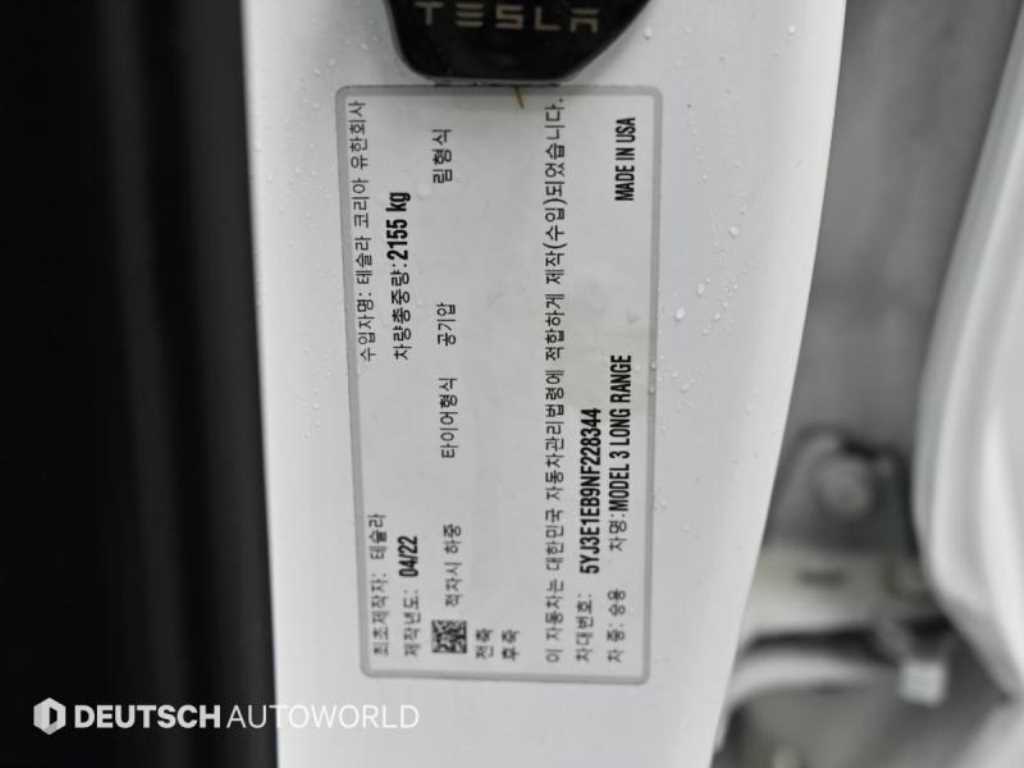 TESLA
최초제작자: 테슬라 수입자명: 테슬라 코리아 유한회사
제작년도: 04/22 차량총중량: 2155 kg
적차시 하중 타이어형식 공기압 림형식
전축
후축
이 자동차는 대한민국 자동차관리법령에 적합하게 제작(수입)되었습니다.
차대번호: 5YJ3E1EB9NF228344
차종: 승용 차명: MODEL 3 LONG RANGE MADE IN USA
DEUTSCH AUTOWORLD